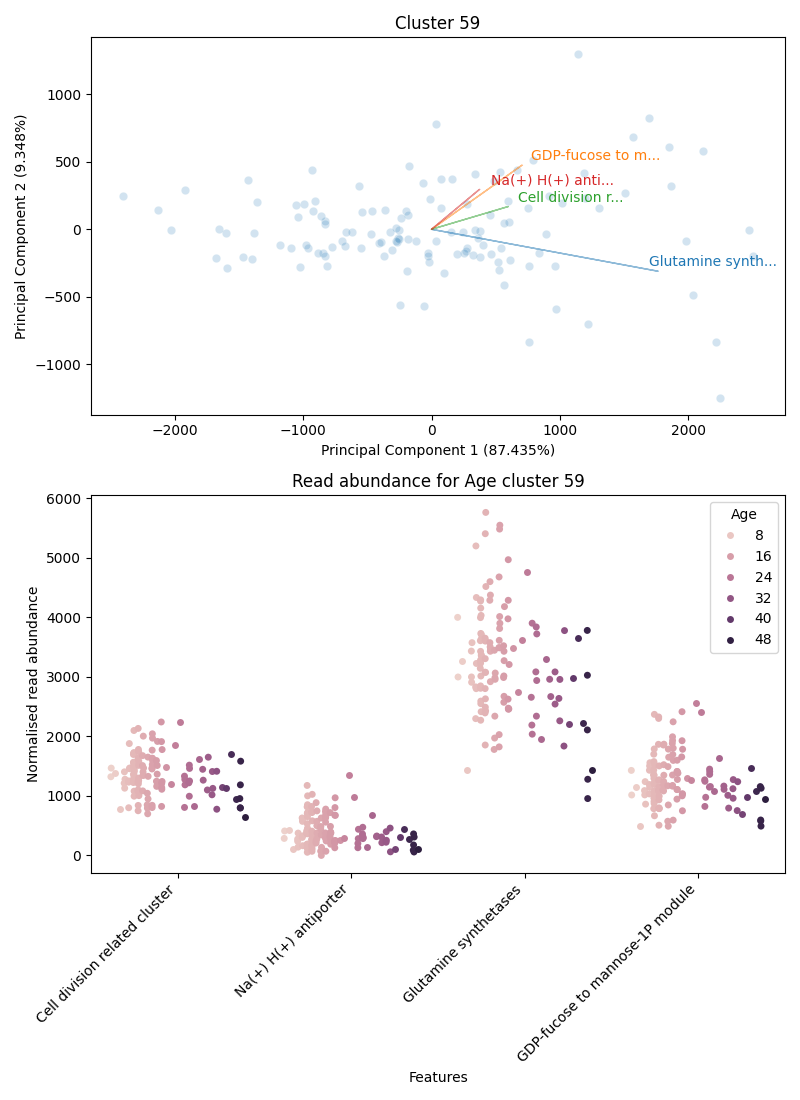 Cluster 59
1000
500
0
−500
−1000
Principal Component 2 (9.348%)
GDP-fucose to m...
Na(+) H(+) anti...
Cell division r...
Glutamine synth...
−2000
−1000
0
1000
2000
Principal Component 1 (87.435%)
Read abundance for Age cluster 59
6000
5000
4000
3000
2000
1000
0
Normalised read abundance
Age
8
16
24
32
40
48
Cell division related cluster
Na(+) H(+) antiporter
Glutamine synthetases
GDP-fucose to mannose-1P module
Features